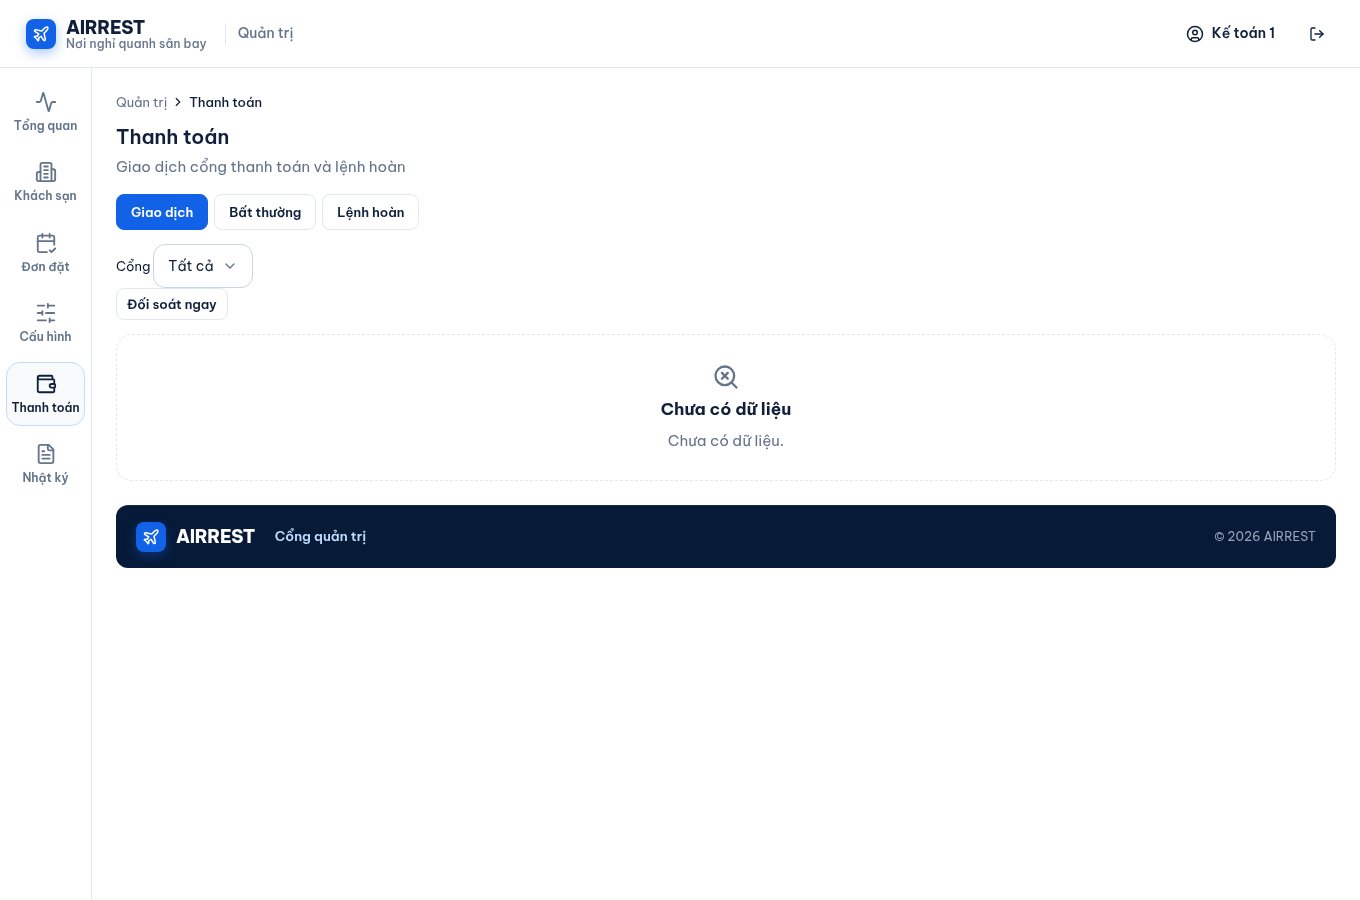 AIRREST
Nơi nghỉ quanh sân bay
Quản trị
Kế toán 1
Tổng quan
Khách sạn
Đơn đặt
Cấu hình
Thanh toán
Nhật ký
Quản trị > Thanh toán
Thanh toán
Giao dịch cổng thanh toán và lệnh hoàn
Giao dịch
Bất thường
Lệnh hoàn
Cổng Tất cả
Đối soát ngay
Chưa có dữ liệu
Chưa có dữ liệu.
AIRREST
Cổng quản trị
© 2026 AIRREST